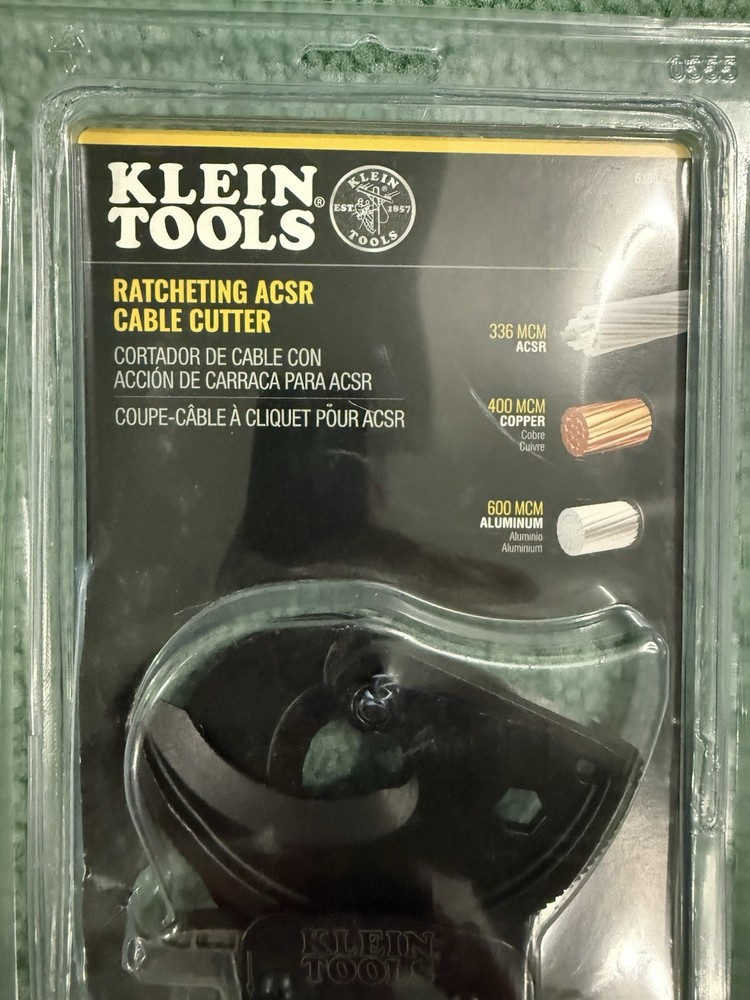 KLEIN
TOOLS®
KLEIN
®
EST. 1857
TOOLS
RATCHETING ACSR
CABLE CUTTER
CORTADOR DE CABLE CON
ACCIÓN DE CARRACA PARA ACSR
COUPE-CÂBLE À CLIQUET POUR ACSR
336 MCM
ACSR
400 MCM
COPPER
Cobre
Cuivre
600 MCM
ALUMINUM
Aluminio
Aluminium
KLEIN
TOOLS